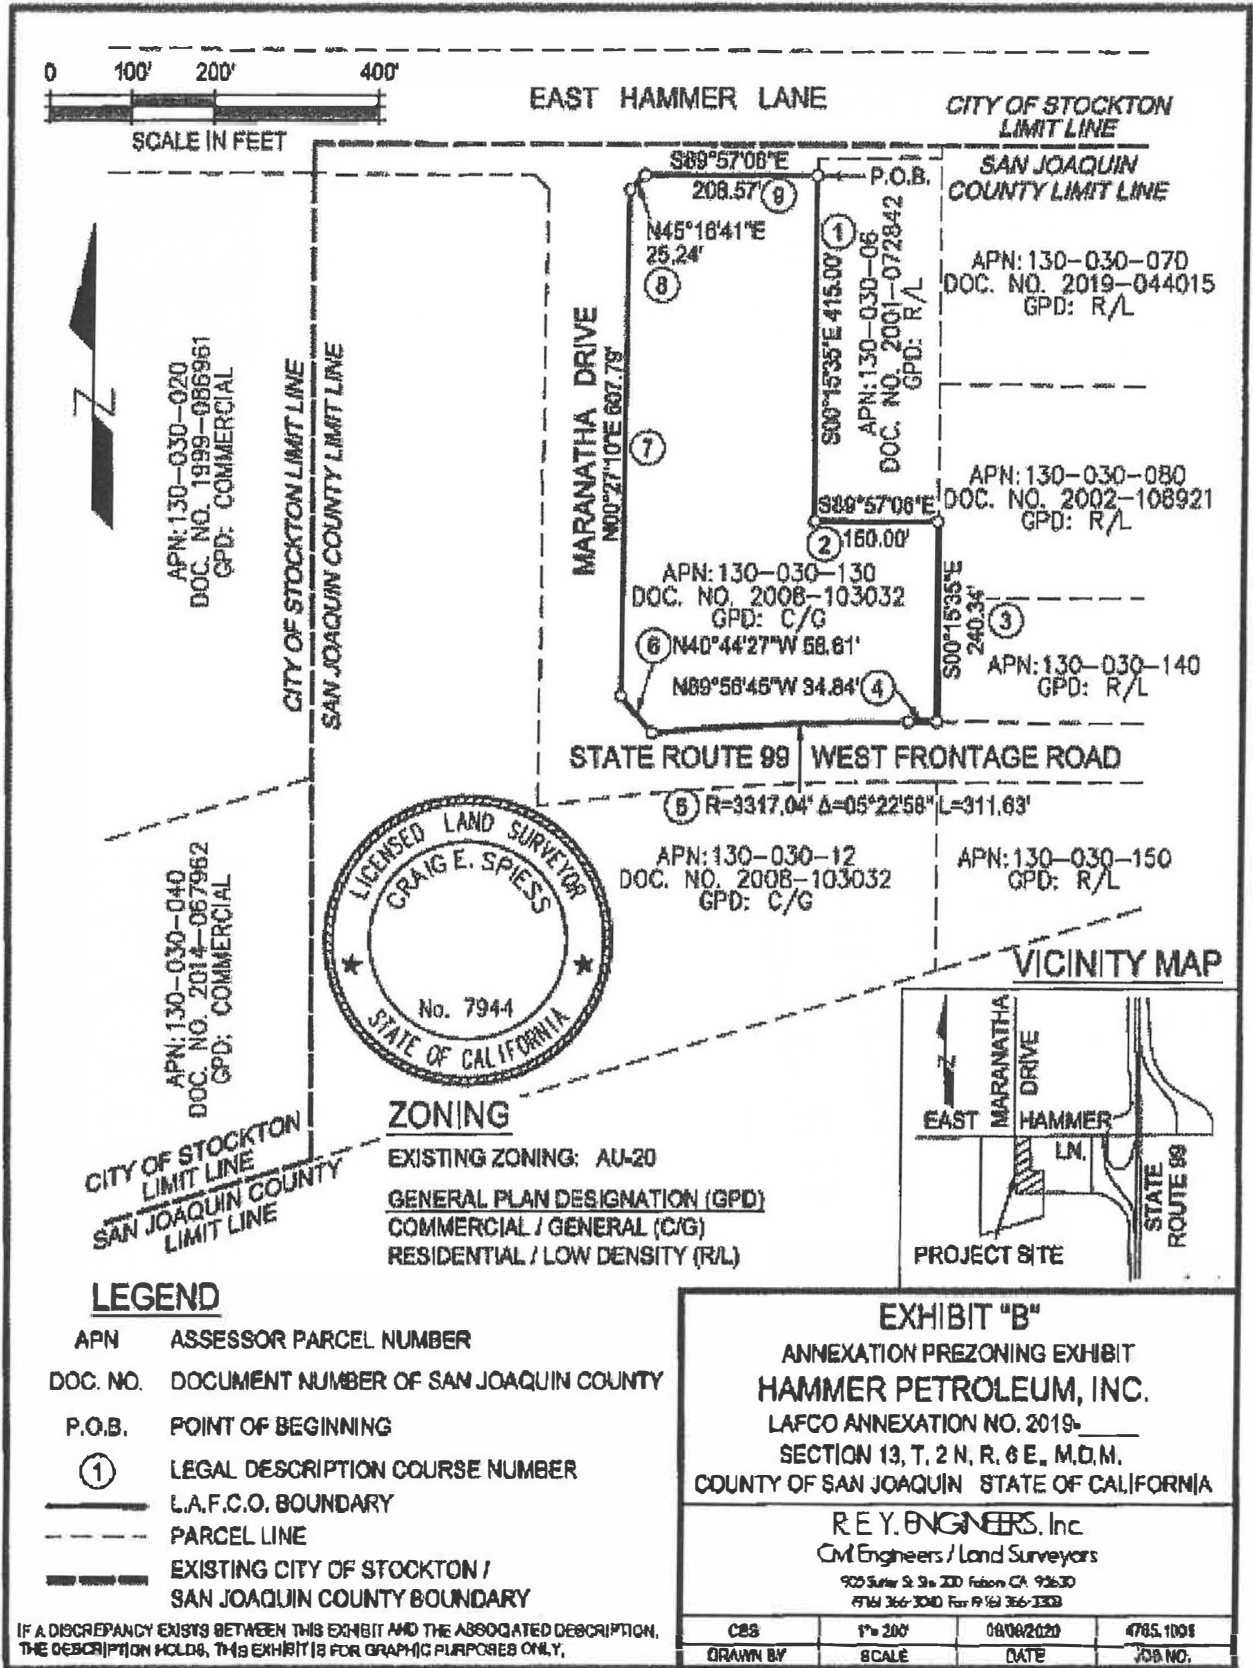 0 100' 200' 400'
SCALE IN FEET
EAST HAMMER LANE
CITY OF STOCKTON
LIMIT LINE
SAN JOAQUIN
COUNTY LIMIT LINE
S89°57'06"E
208.57' 9
P.O.B.
N45°16'41"E
25.24'
8
1
S00°15'35"E 415.00'
APN:130-030-06
DOC. NO. 2001-072842
GPD: R/L
APN:130-030-070
DOC. NO. 2019-044015
GPD: R/L
N
APN:130-030-020
DOC. NO. 1999-086961
GPD: COMMERCIAL
CITY OF STOCKTON LIMIT LINE
SAN JOAQUIN COUNTY LIMIT LINE
MARANATHA DRIVE
N00°27'10"E 607.79'
7
APN:130-030-080
DOC. NO. 2002-108921
GPD: R/L
S89°57'06"E
2 150.00'
APN:130-030-130
DOC. NO. 2008-103032
GPD: C/G
6 N40°44'27"W 58.61'
N89°56'45"W 34.84' 4
S00°15'35"E
240.34'
3
APN:130-030-140
GPD: R/L
STATE ROUTE 99 WEST FRONTAGE ROAD
5 R=3317.04' Δ=05°22'58" L=311.63'
APN:130-030-12
DOC. NO. 2008-103032
GPD: C/G
APN:130-030-150
GPD: R/L
LICENSED LAND SURVEYOR
CRAIG E. SPIESS
No. 7944
STATE OF CALIFORNIA
APN:130-030-040
DOC. NO. 2014-067962
GPD: COMMERCIAL
CITY OF STOCKTON
LIMIT LINE
SAN JOAQUIN COUNTY
LIMIT LINE
VICINITY MAP
N
MARANATHA
DRIVE
EAST HAMMER
LN.
STATE
ROUTE 99
PROJECT SITE
ZONING
EXISTING ZONING: AU-20
GENERAL PLAN DESIGNATION (GPD)
COMMERCIAL / GENERAL (C/G)
RESIDENTIAL / LOW DENSITY (R/L)
LEGEND
APN ASSESSOR PARCEL NUMBER
DOC. NO. DOCUMENT NUMBER OF SAN JOAQUIN COUNTY
P.O.B. POINT OF BEGINNING
1 LEGAL DESCRIPTION COURSE NUMBER
L.A.F.C.O. BOUNDARY
PARCEL LINE
EXISTING CITY OF STOCKTON /
SAN JOAQUIN COUNTY BOUNDARY
IF A DISCREPANCY EXISTS BETWEEN THIS EXHIBIT AND THE ASSOCIATED DESCRIPTION,
THE DESCRIPTION HOLDS, THIS EXHIBIT IS FOR GRAPHIC PURPOSES ONLY.
EXHIBIT "B"
ANNEXATION PREZONING EXHIBIT
HAMMER PETROLEUM, INC.
LAFCO ANNEXATION NO. 2019-____
SECTION 13, T. 2 N, R. 6 E., M.D.M.
COUNTY OF SAN JOAQUIN STATE OF CALIFORNIA
R.E.Y. ENGINEERS, Inc.
Civil Engineers / Land Surveyors
905 Sutter St. Ste. 200 Folsom CA. 95630
CBS 1"= 200' 09/09/2020 4765.1001
DRAWN BY SCALE DATE JOB NO.